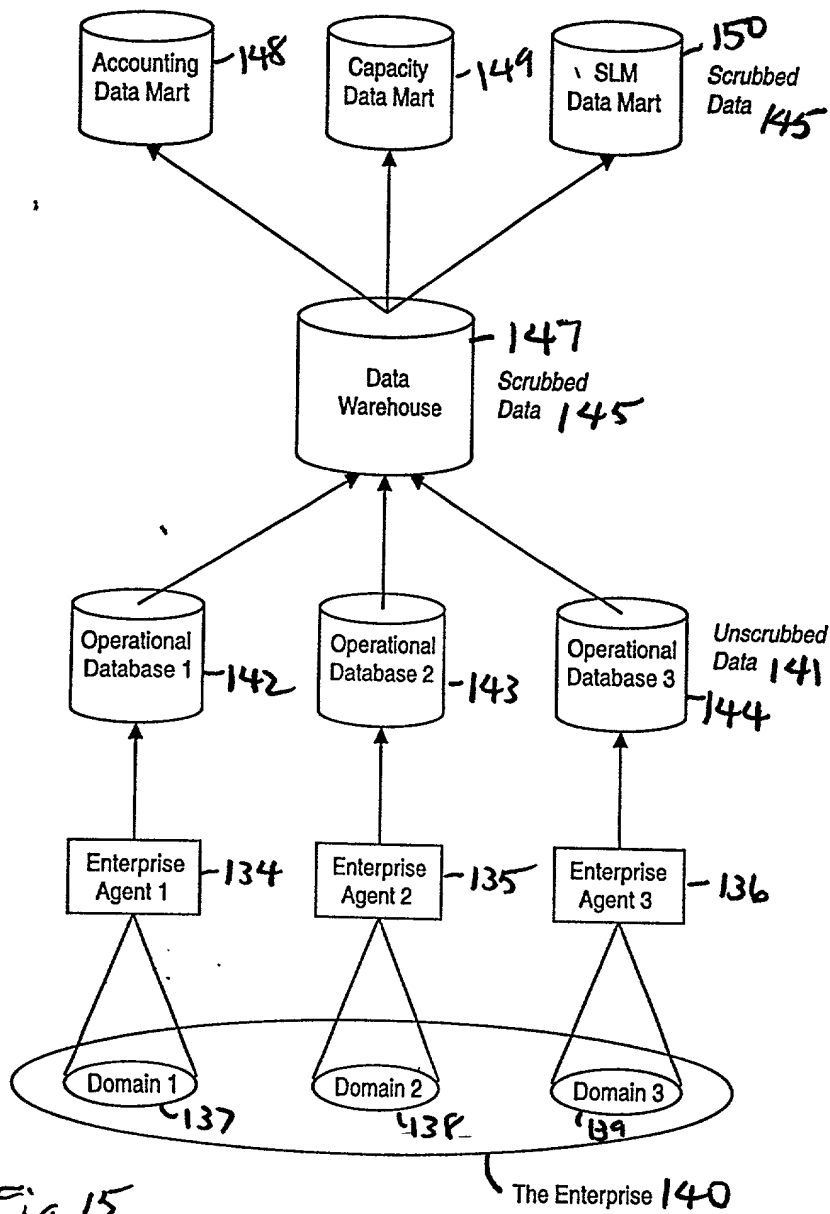 Accounting
Data Mart
148
Capacity
Data Mart
149
SLM
Data Mart
150
Scrubbed
Data 145
Data
Warehouse
147
Scrubbed
Data 145
Operational
Database 1
142
Operational
Database 2
143
Operational
Database 3
144
Unscrubbed
Data 141
Enterprise
Agent 1
134
Enterprise
Agent 2
135
Enterprise
Agent 3
136
Domain 1
137
Domain 2
138
Domain 3
139
The Enterprise 140
Fig 15